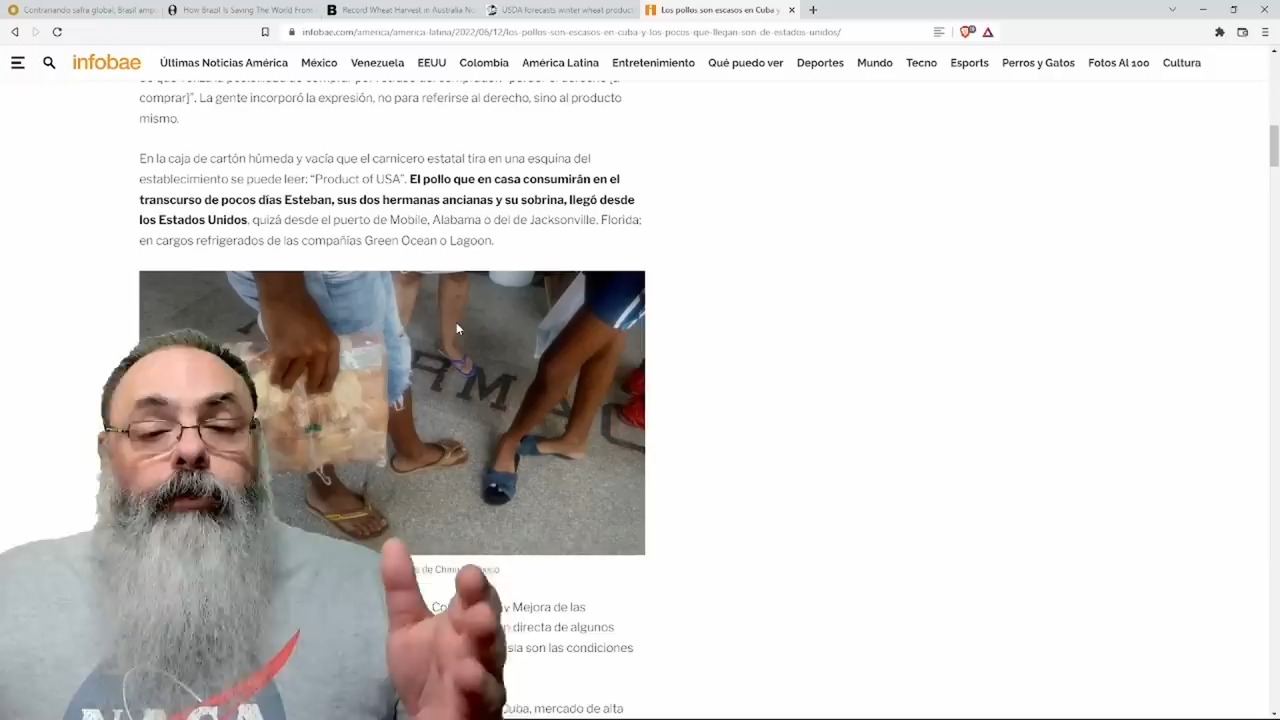 Contrariando safra global, Brasil amp
How Brazil Is Saving The World From
Record Wheat Harvest in Australia No
USDA forecasts winter wheat product
Los pollos son escasos en Cuba y
infobae.com/america/america-latina/2022/06/12/los-pollos-son-escasos-en-cuba-y-los-pocos-que-llegan-son-de-estados-unidos/
infobae
Últimas Noticias América México Venezuela EEUU Colombia América Latina Entretenimiento Qué puedo ver Deportes Mundo Tecno Esports Perros y Gatos Fotos Al 100 Cultura
comprar]”. La gente incorporó la expresión, no para referirse al derecho, sino al producto
mismo.
En la caja de cartón húmeda y vacía que el carnicero estatal tira en una esquina del
establecimiento se puede leer: “Product of USA”. El pollo que en casa consumirán en el
transcurso de pocos días Esteban, sus dos hermanas ancianas y su sobrina, llegó desde
los Estados Unidos, quizá desde el puerto de Mobile, Alabama o del de Jacksonville, Florida;
en cargos refrigerados de las compañías Green Ocean o Lagoon.
y Mejora de las
directa de algunos
isla son las condiciones
Cuba, mercado de alta
NASA